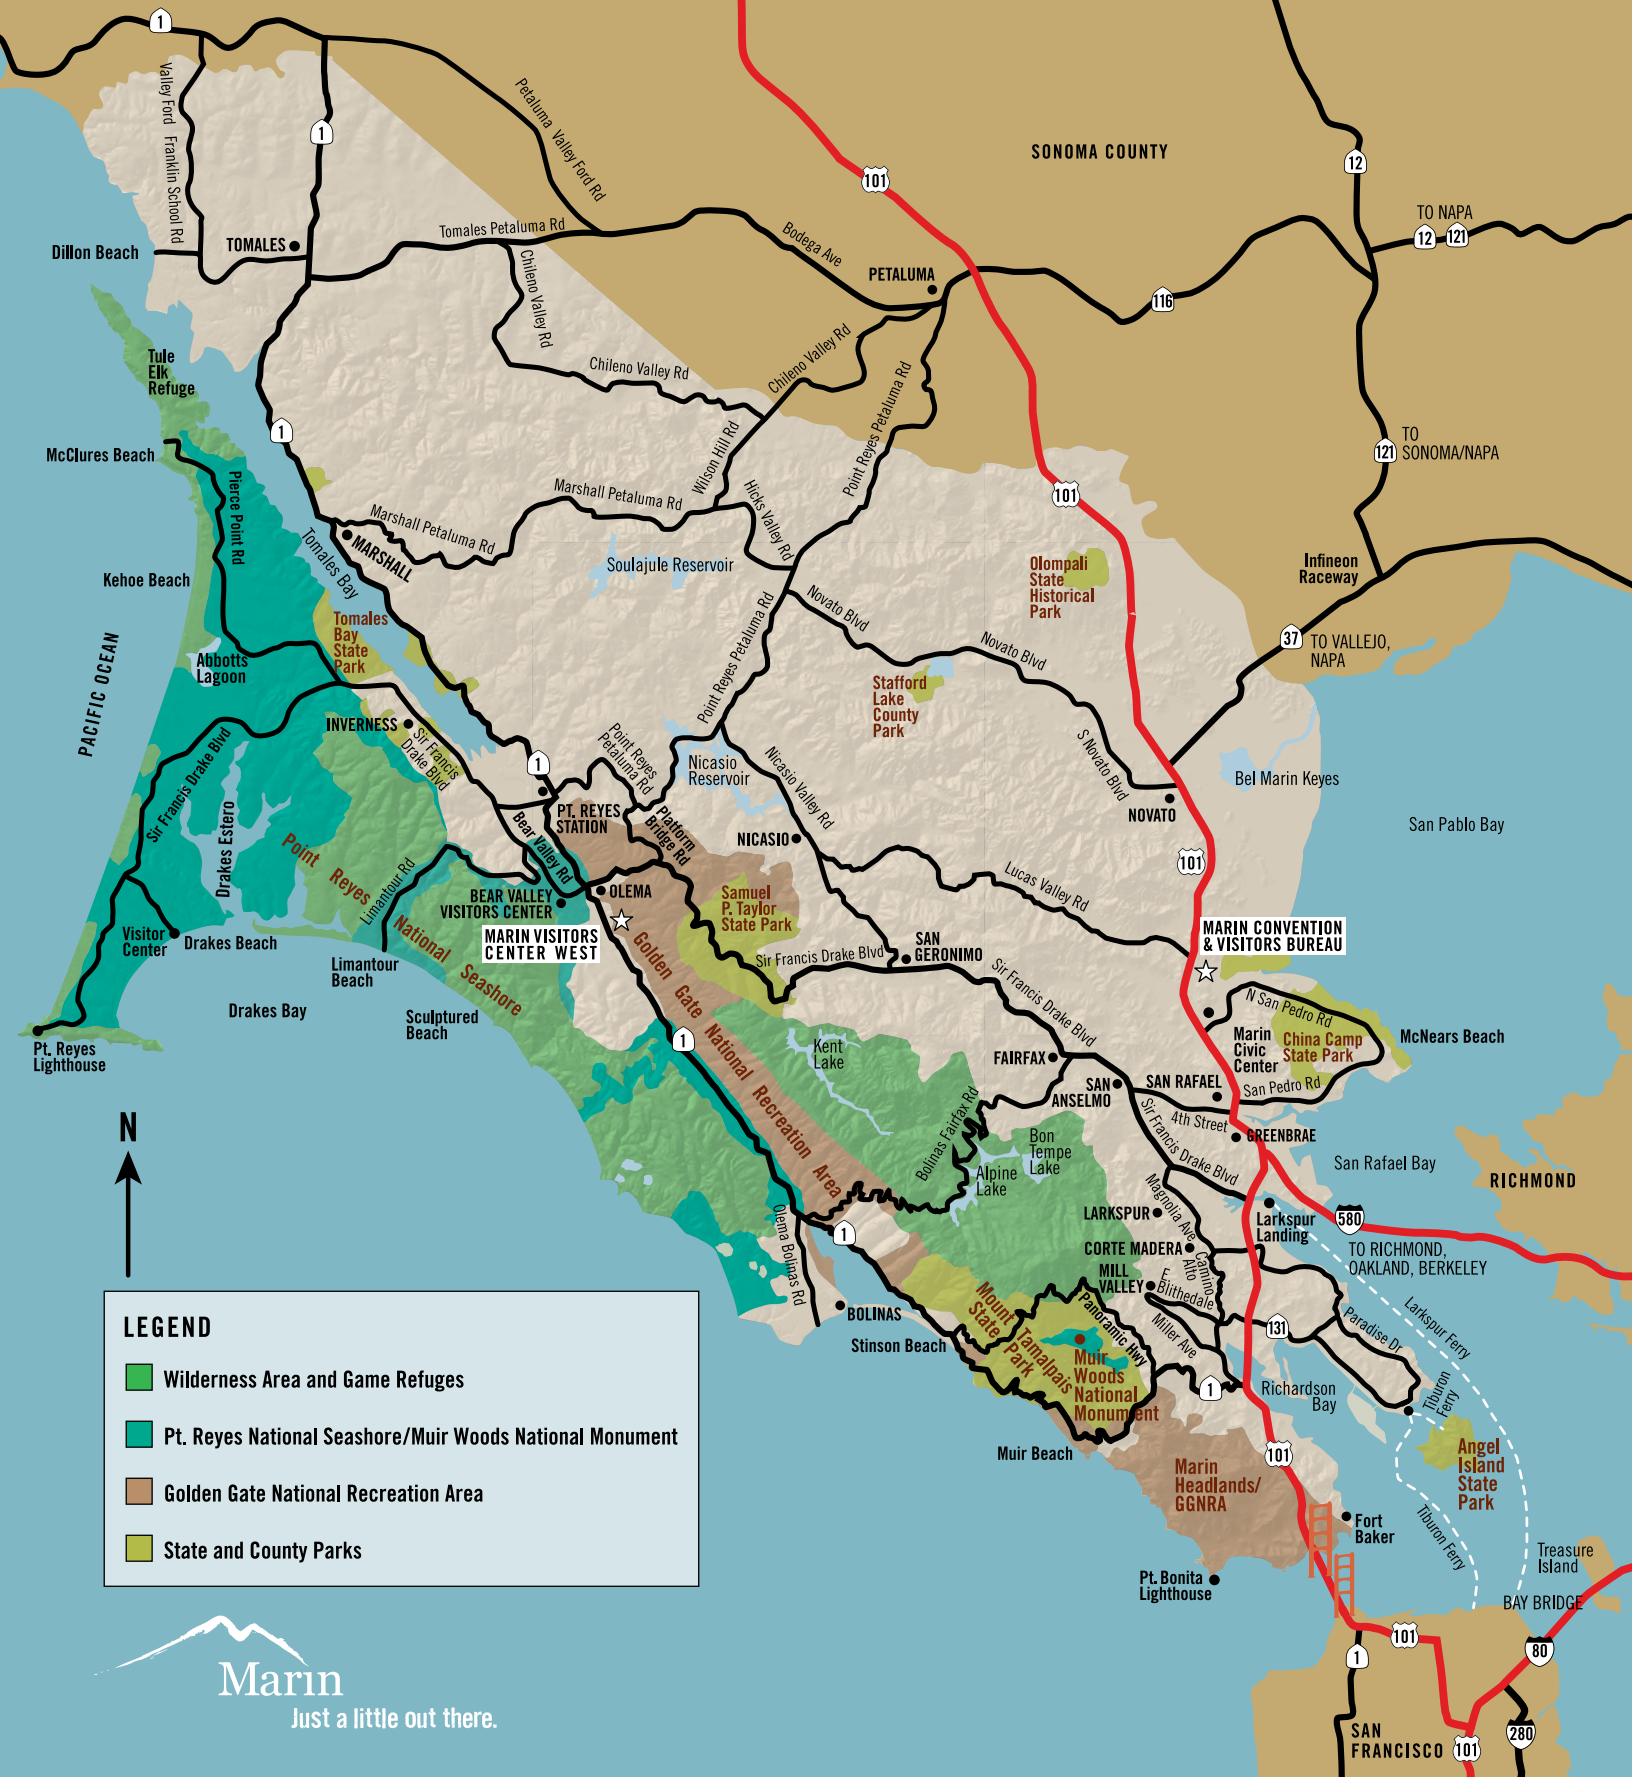 1
Valley Ford Franklin School Rd
1
Petaluma Valley Ford Rd
101
SONOMA COUNTY
12
TO NAPA
12
121
Dillon Beach
TOMALES
Tomales Petaluma Rd
Chileno Valley Rd
Bodega Ave
PETALUMA
116
Tule
Elk
Refuge
Chileno Valley Rd
Chileno Valley Rd
Point Reyes Petaluma Rd
1
McClures Beach
Pierce Point Rd
Wilson Hill Rd
121
TO
SONOMA/NAPA
Marshall Petaluma Rd
Marshall Petaluma Rd
Hicks Valley Rd
101
MARSHALL
Tomales Bay
Soulajule Reservoir
Olompali
State
Historical
Park
Infineon
Raceway
Kehoe Beach
Tomales
Bay
State
Park
Novato Blvd
Novato Blvd
Point Reyes Petaluma Rd
37
TO VALLEJO,
NAPA
PACIFIC OCEAN
Abbotts
Lagoon
Stafford
Lake
County
Park
INVERNESS
Sir Francis
Drake Blvd
Sir Francis Drake Blvd
1
Point Reyes
Petaluma Rd
Nicasio
Reservoir
Nicasio Valley Rd
S Novato Blvd
Bel Marin Keyes
NOVATO
San Pablo Bay
Drakes Estero
PT. REYES
STATION
Platform
Bridge Rd
NICASIO
Bear Valley Rd
101
Point Reyes National Seashore
Limantour Rd
BEAR VALLEY
VISITORS CENTER
OLEMA
Samuel
P. Taylor
State Park
Lucas Valley Rd
MARIN VISITORS
CENTER WEST
MARIN CONVENTION
& VISITORS BUREAU
Visitor
Center
Drakes Beach
Limantour
Beach
Golden Gate National Recreation Area
Sir Francis Drake Blvd
SAN
GERONIMO
Sir Francis Drake Blvd
Drakes Bay
Sculptured
Beach
N San Pedro Rd
Pt. Reyes
Lighthouse
1
Kent
Lake
FAIRFAX
Marin
Civic
Center
China Camp
State Park
McNears Beach
SAN
ANSELMO
SAN RAFAEL
San Pedro Rd
N
Bolinas Fairfax Rd
Bon
Tempe
Lake
Alpine
Lake
4th Street
GREENBRAE
Sir Francis Drake Blvd
San Rafael Bay
RICHMOND
Olema Bolinas Rd
1
LARKSPUR
Magnolia Ave
Larkspur
Landing
580
TO RICHMOND,
OAKLAND, BERKELEY
CORTE MADERA
Camino
Alto
MILL
VALLEY
E.
Blithedale
BOLINAS
Stinson Beach
Mount Tamalpais
State Park
Panoramic Hwy
Miller Ave
131
Paradise Dr
Larkspur Ferry
Muir
Woods
National
Monument
1
Richardson
Bay
Tiburon
Ferry
Muir Beach
Marin
Headlands/
GGNRA
101
Angel
Island
State
Park
Fort
Baker
Tiburon Ferry
Treasure
Island
Pt. Bonita
Lighthouse
BAY BRIDGE
101
1
80
SAN
FRANCISCO
101
280
LEGEND
Wilderness Area and Game Refuges
Pt. Reyes National Seashore/Muir Woods National Monument
Golden Gate National Recreation Area
State and County Parks
Marin
Just a little out there.